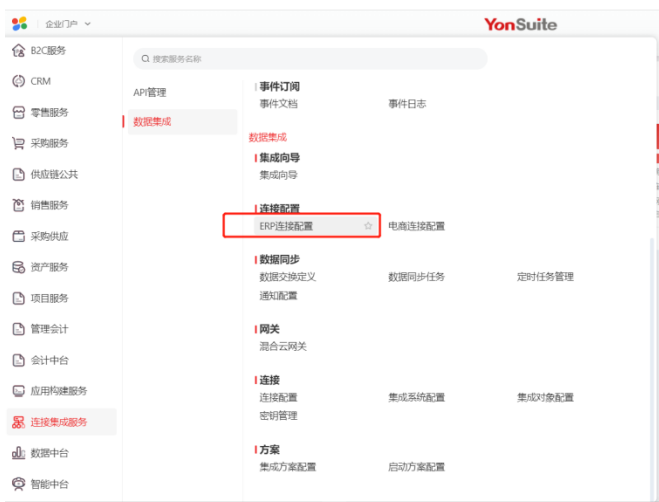 企业门户
YonSuite
B2C服务
CRM
零售服务
采购服务
供应链公共
销售服务
采购供应
资产服务
项目服务
管理会计
会计中台
应用构建服务
连接集成服务
数据中台
智能中台
搜索服务名称
API管理
数据集成
事件订阅
事件文档 事件日志
数据集成
集成向导
集成向导
连接配置
ERP连接配置 电商连接配置
数据同步
数据交换定义 数据同步任务 定时任务管理
通知配置
网关
混合云网关
连接
连接配置 集成系统配置 集成对象配置
密钥管理
方案
集成方案配置 启动方案配置